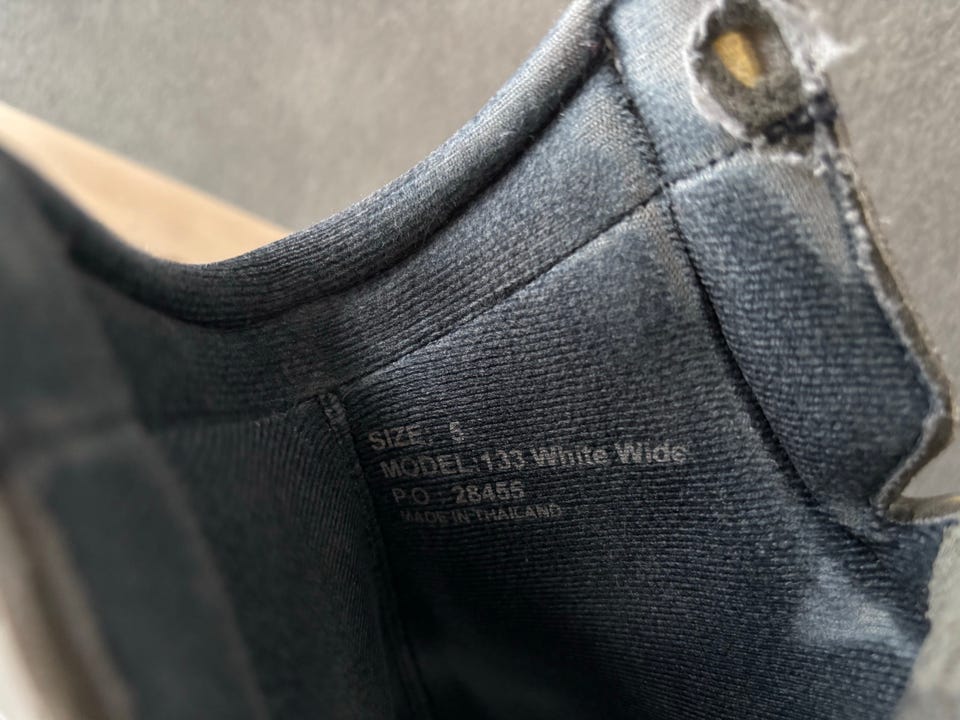 SIZE: 5
MODEL:133 White Wide
P.O : 28455
MADE IN THAILAND